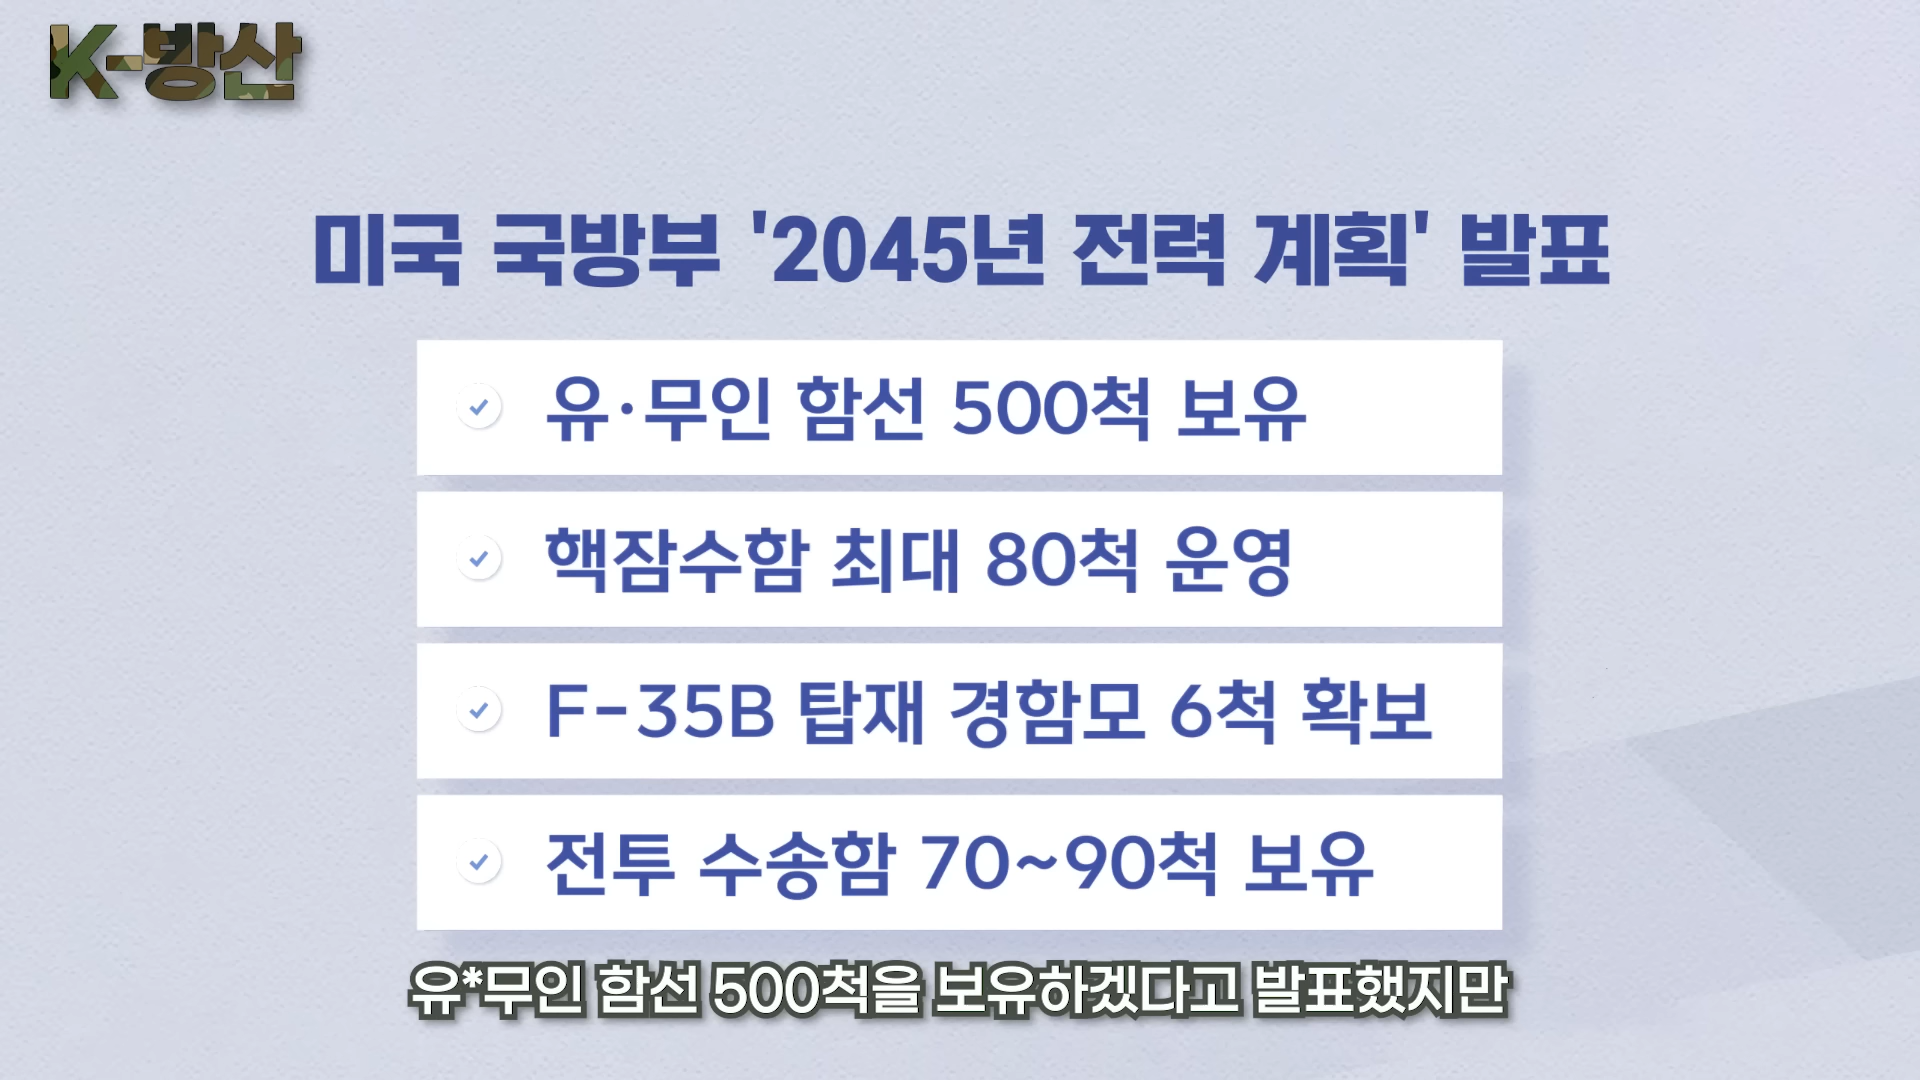 K-방산
미국 국방부 '2045년 전력 계획' 발표
유·무인 함선 500척 보유
핵잠수함 최대 80척 운영
F-35B 탑재 경함모 6척 확보
전투 수송함 70~90척 보유
유*무인 함선 500척을 보유하겠다고 발표했지만